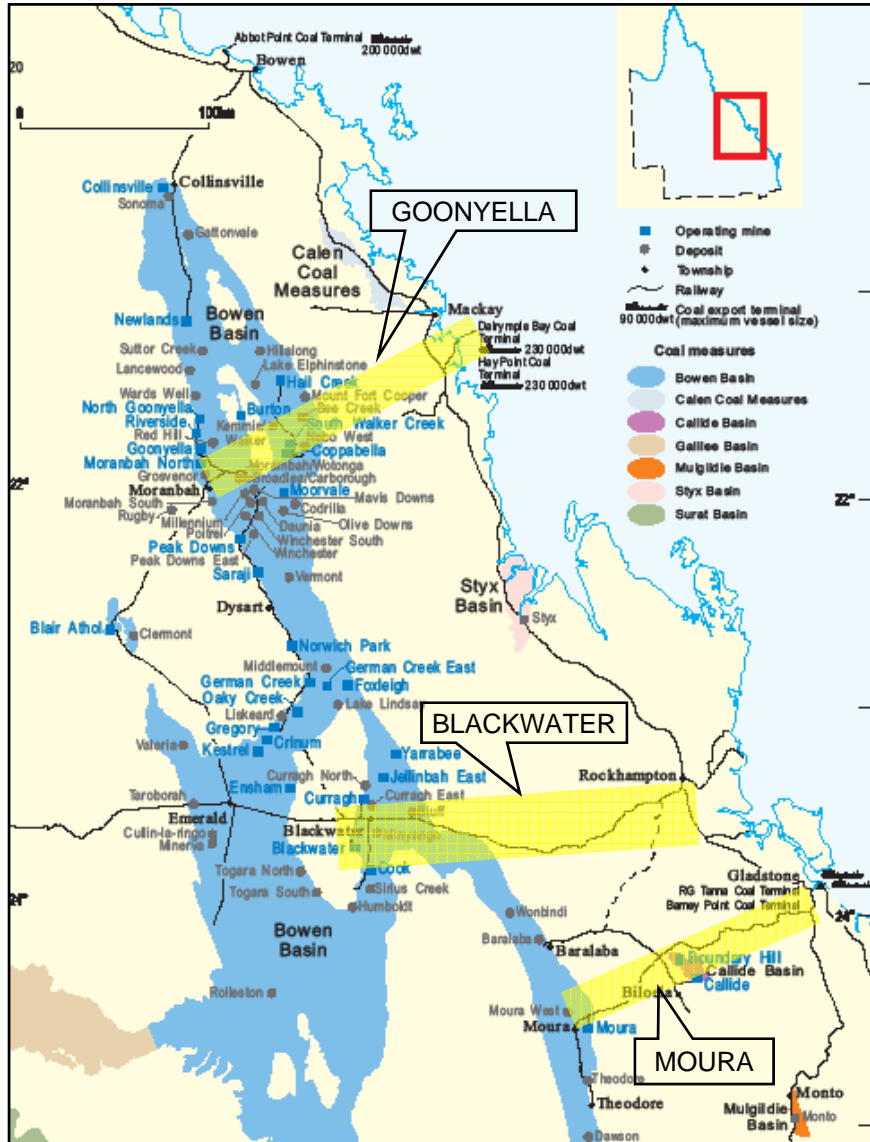 Abbot Point Coal Terminal
200 000dwt
20
Bowen
0
100km
Collinsville
Collinsville
Sonoma
GOONYELLA
Gattonvale
Calen
Coal
Measures
Operating mine
Deposit
Township
Railway
Coal export terminal
90 000dwt (maximum vessel size)
Bowen
Basin
Mackay
Newlands
Dalrymple Bay Coal
Terminal
230 000dwt
Hay Point Coal
Terminal
230 000dwt
Suttor Creek
Hillalong
Lake Elphinstone
Lancewood
Hail Creek
Wards Well
Mount Fort Cooper
Coal measures
Bowen Basin
Calen Coal Measures
Callide Basin
Galilee Basin
Mulgildie Basin
Styx Basin
Surat Basin
North Goonyella
Burton
Bee Creek
Riverside
Kemmis
South Walker Creek
Red Hill
Walker
Nebo West
Goonyella
Coppabella
Moranbah North
Moranbah/Wotonga
Grosvenor
Broadlea/Carborough
22°
Moranbah
Moorvale
Mavis Downs
22°
Moranbah South
Codrilla
Rugby
Millennium
Olive Downs
Poitrel
Daunia
Winchester South
Peak Downs
Winchester
Peak Downs East
Saraji
Vermont
Styx
Basin
Dysart
Styx
Blair Athol
Clermont
Norwich Park
Middlemount
German Creek East
German Creek
Foxleigh
Oaky Creek
Lake Lindsay
Liskeard
Gregory
BLACKWATER
Crinum
Valeria
Kestrel
Yarrabee
Curragh North
Jellinbah East
Rockhampton
Ensham
Taroborah
Curragh
Curragh East
Bluff
Emerald
Blackwater
Culin-la-ringo
Minerva
Blackwater
Togara North
Cook
Gladstone
Togara South
Sirius Creek
RG Tanna Coal Terminal
24°
Humboldt
Barney Point Coal Terminal
24°
Wonbindi
Bowen
Basin
Baralaba
Baralaba
Boundary Hill
Callide Basin
Callide
Rolleston
Biloela
Moura West
Moura
Moura
MOURA
Theodore
Monto
Theodore
Mulgildie
Basin
Monto
Dawson